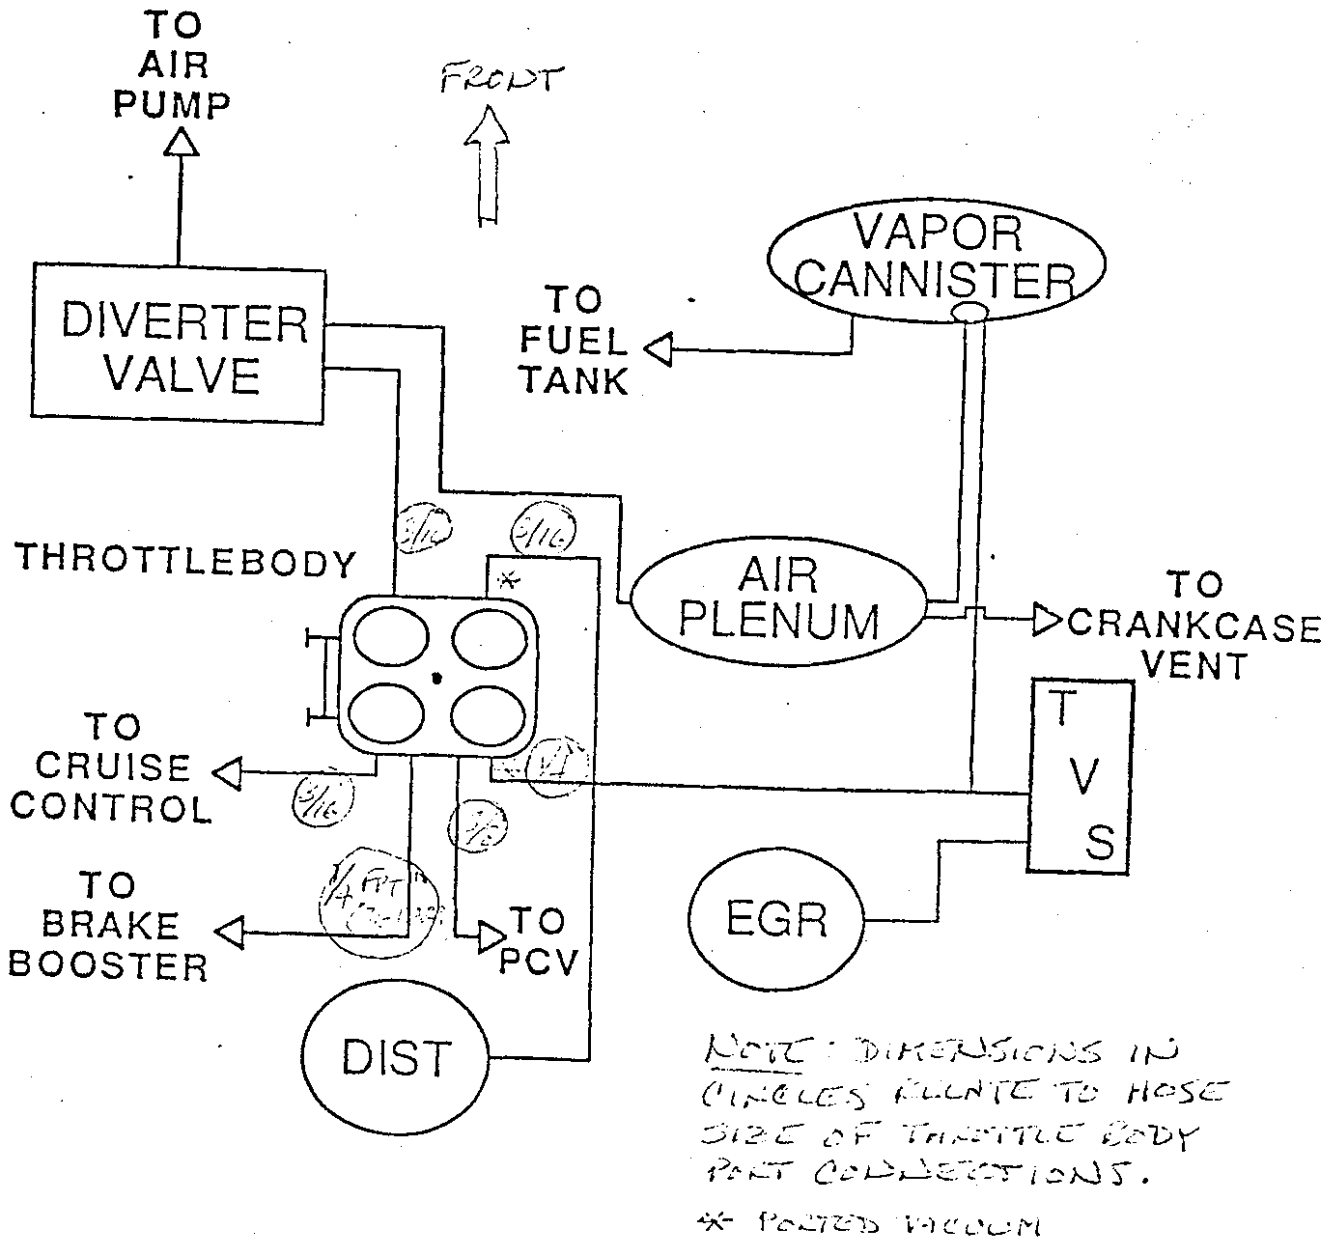 TO
AIR
PUMP
FRONT
VAPOR
CANNISTER
DIVERTER
VALVE
TO
FUEL
TANK
3/16
THROTTLEBODY
*
AIR
PLENUM
TO
CRANKCASE
VENT
TO
CRUISE
CONTROL
T
V
S
TO
BRAKE
BOOSTER
TO
PCV
EGR
DIST
NOTE: DIMENSIONS IN
CIRCLES RELATE TO HOSE
SIZE OF THROTTLE BODY
PORT CONNECTIONS.
* PORTED VACUUM